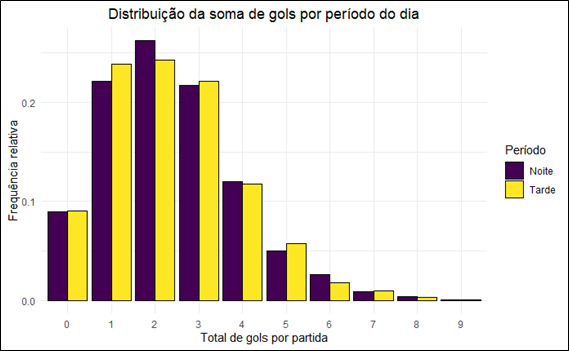 Distribuição da soma de gols por período do dia
Frequência relativa
0.2
0.1
0.0
0 1 2 3 4 5 6 7 8 9
Total de gols por partida
Período
Noite
Tarde